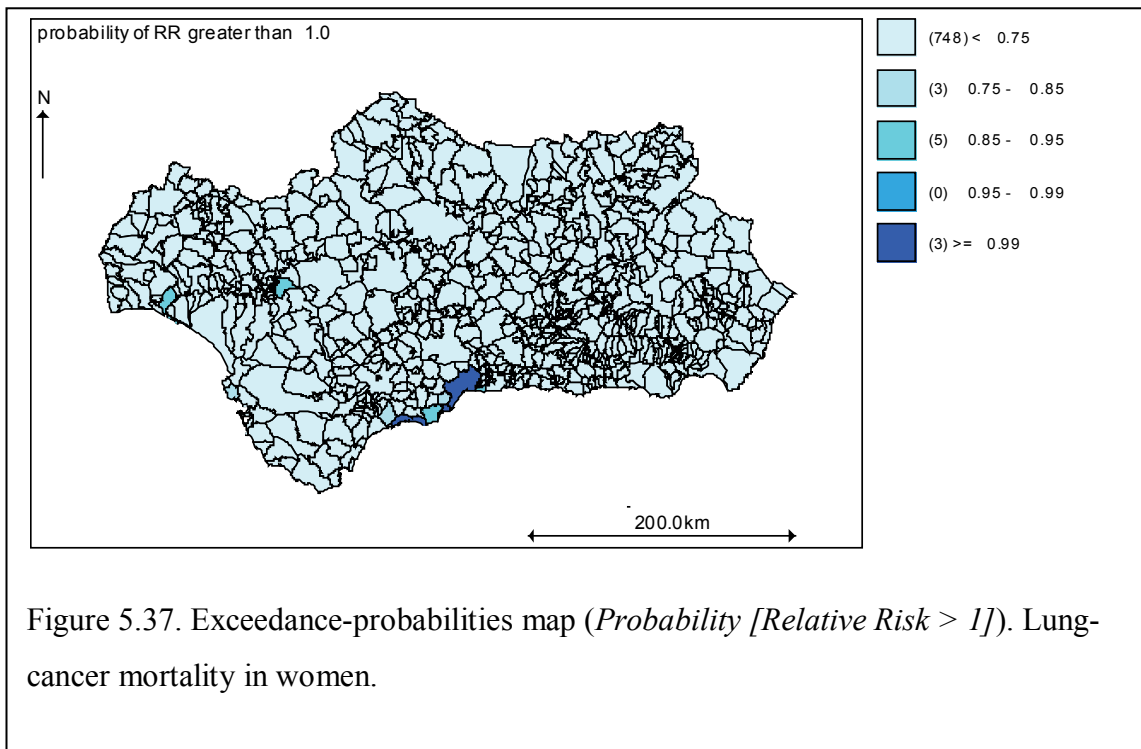 probability of RR greater than 1.0
N
(748) < 0.75
(3) 0.75 - 0.85
(5) 0.85 - 0.95
(0) 0.95 - 0.99
(3) >= 0.99
200.0km
Figure 5.37. Exceedance-probabilities map (Probability [Relative Risk > 1]). Lung-
cancer mortality in women.